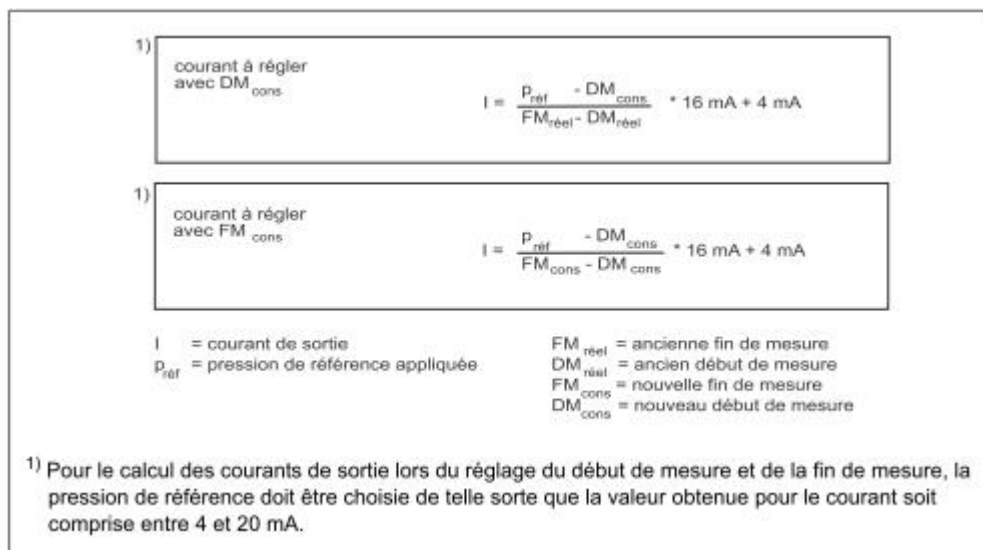 1)
courant à régler
avec DM cons
I = p réf - DM cons / FM réel - DM réel * 16 mA + 4 mA
1)
courant à régler
avec FM cons
I = p réf - DM cons / FM cons - DM cons * 16 mA + 4 mA
I = courant de sortie
p réf = pression de référence appliquée
FM réel = ancienne fin de mesure
DM réel = ancien début de mesure
FM cons = nouvelle fin de mesure
DM cons = nouveau début de mesure
1) Pour le calcul des courants de sortie lors du réglage du début de mesure et de la fin de mesure, la
pression de référence doit être choisie de telle sorte que la valeur obtenue pour le courant soit
comprise entre 4 et 20 mA.